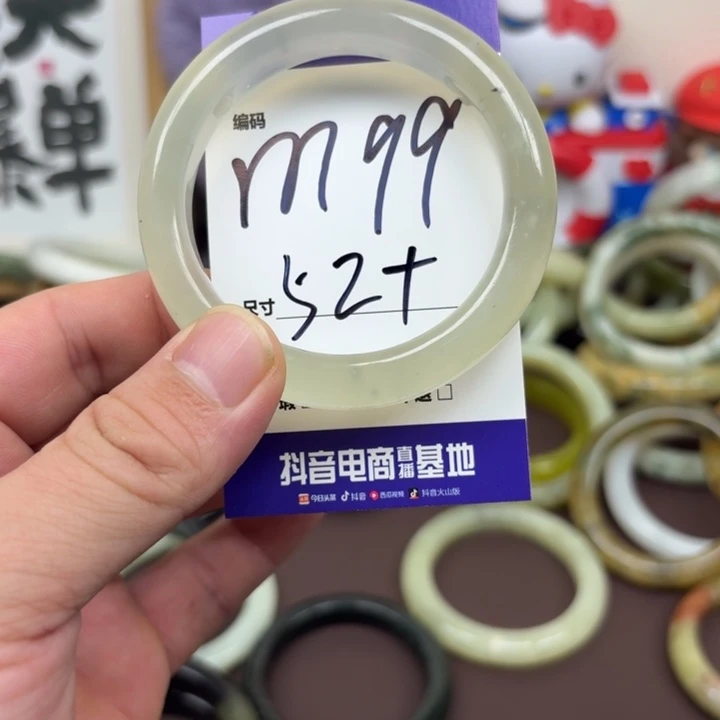 编码
m99
尺寸 52+
抖音电商直播基地
今日头条 抖音 西瓜视频 抖音火山版
单